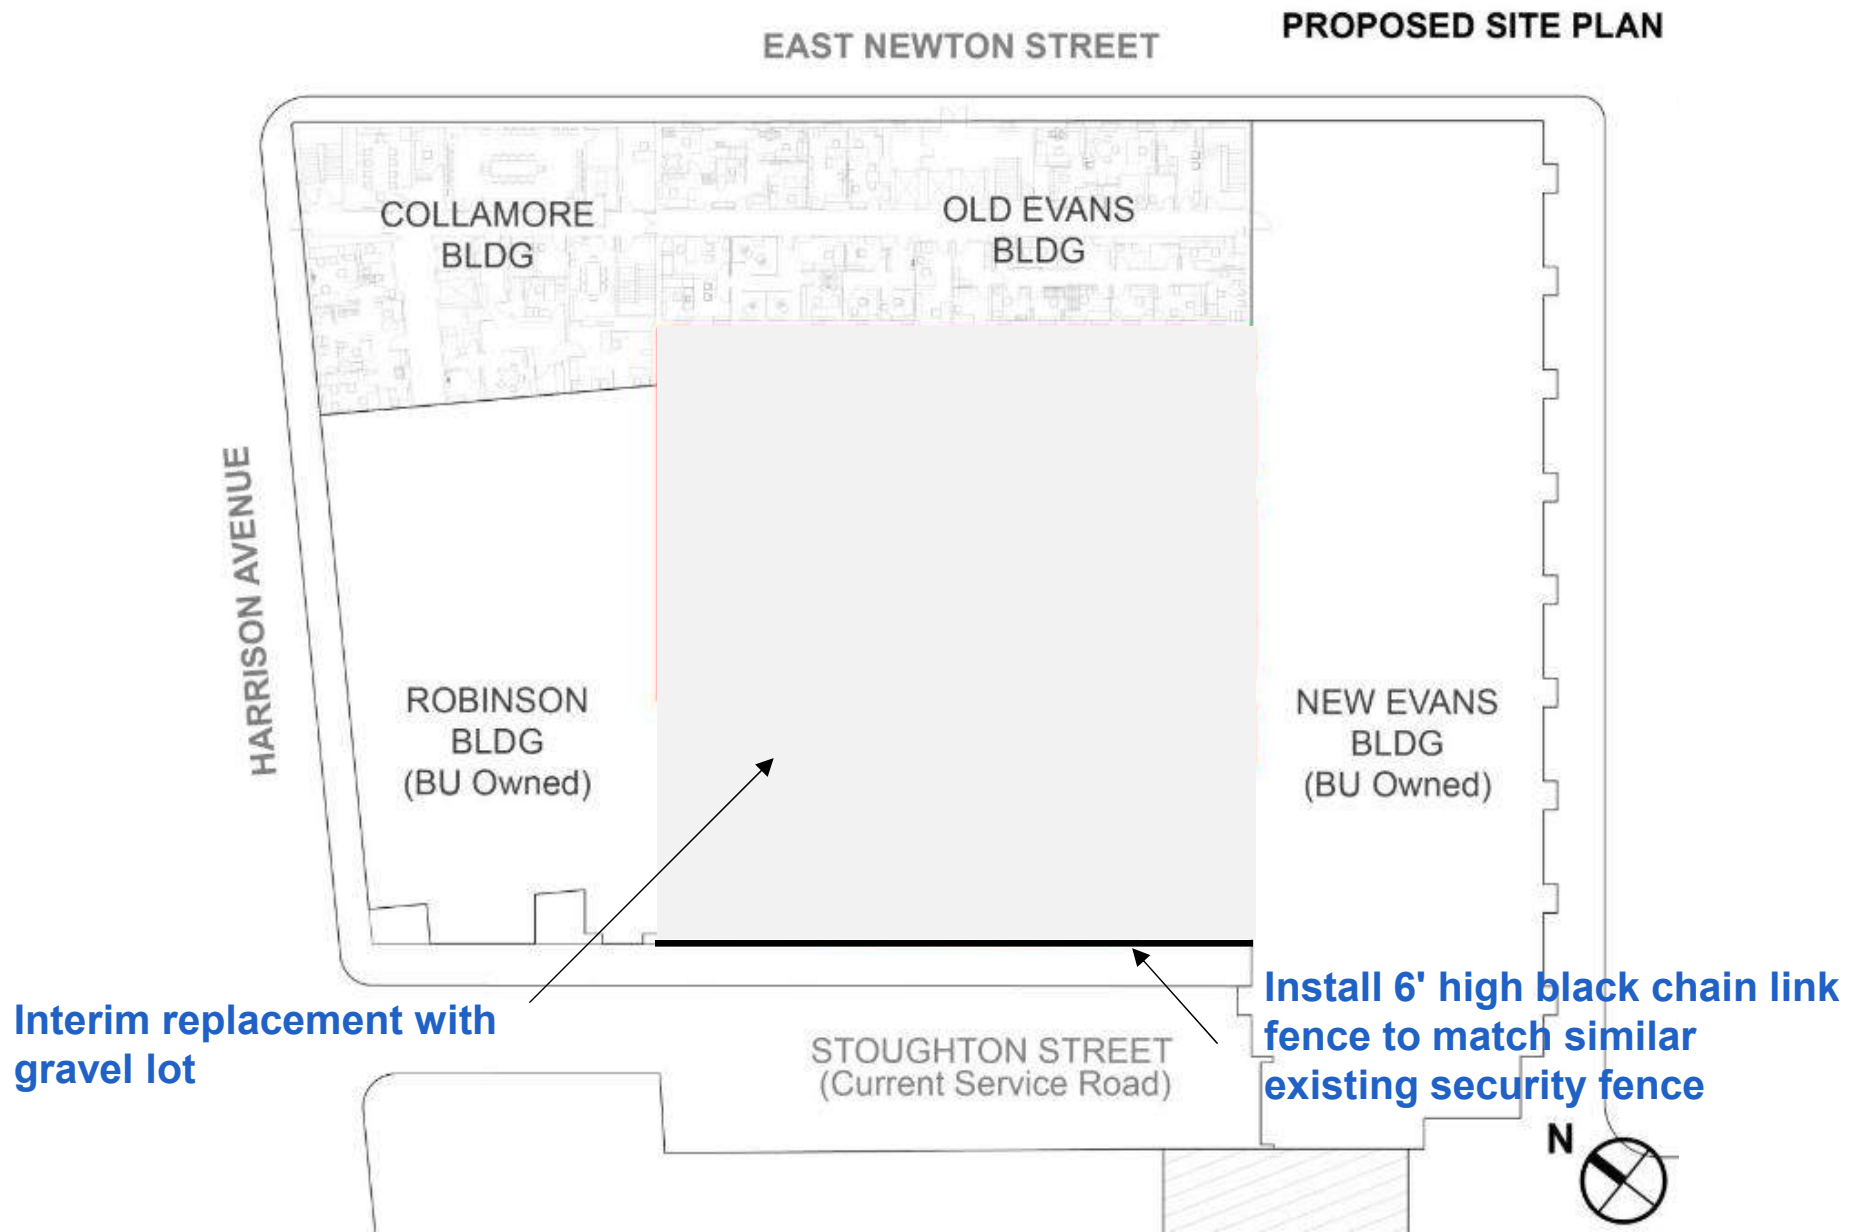 PROPOSED SITE PLAN
EAST NEWTON STREET
COLLAMORE
BLDG
OLD EVANS
BLDG
HARRISON AVENUE
ROBINSON
BLDG
(BU Owned)
NEW EVANS
BLDG
(BU Owned)
Interim replacement with
gravel lot
Install 6' high black chain link
fence to match similar
existing security fence
STOUGHTON STREET
(Current Service Road)
N